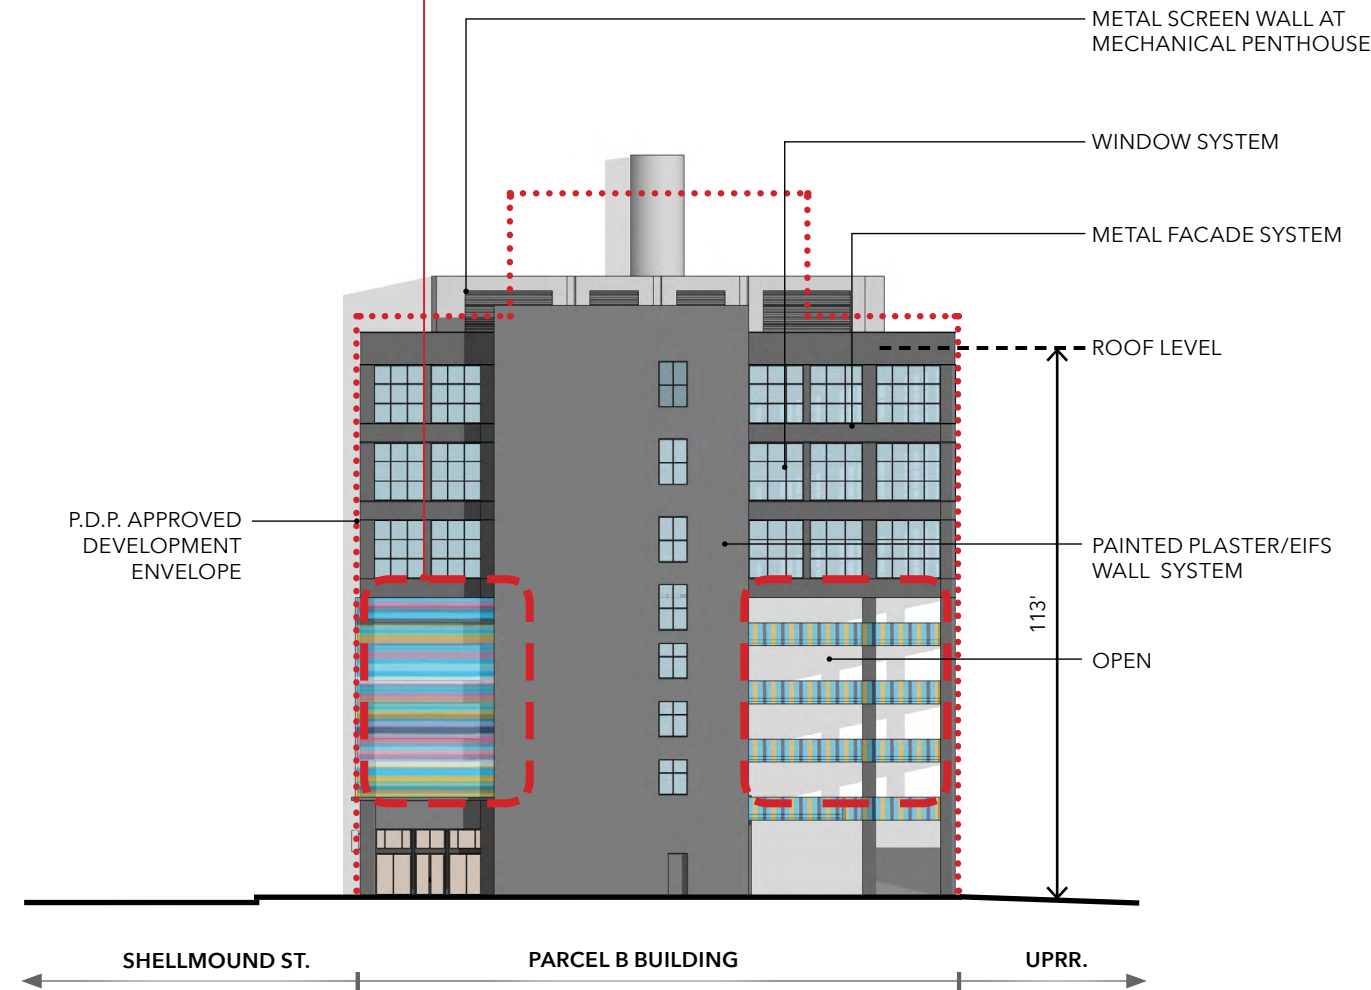 METAL SCREEN WALL AT
MECHANICAL PENTHOUSE
WINDOW SYSTEM
METAL FACADE SYSTEM
ROOF LEVEL
P.D.P. APPROVED
DEVELOPMENT
ENVELOPE
PAINTED PLASTER/EIFS
WALL SYSTEM
113'
OPEN
SHELLMOUND ST.
PARCEL B BUILDING
UPRR.